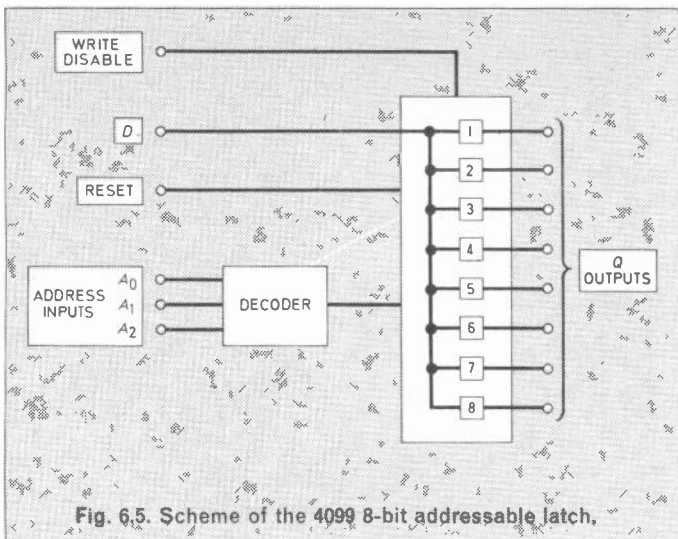 WRITE
DISABLE
D
RESET
ADDRESS
INPUTS
A0
A1
A2
DECODER
1
2
3
4
5
6
7
8
Q
OUTPUTS
Fig. 6.5. Scheme of the 4099 8-bit addressable latch,